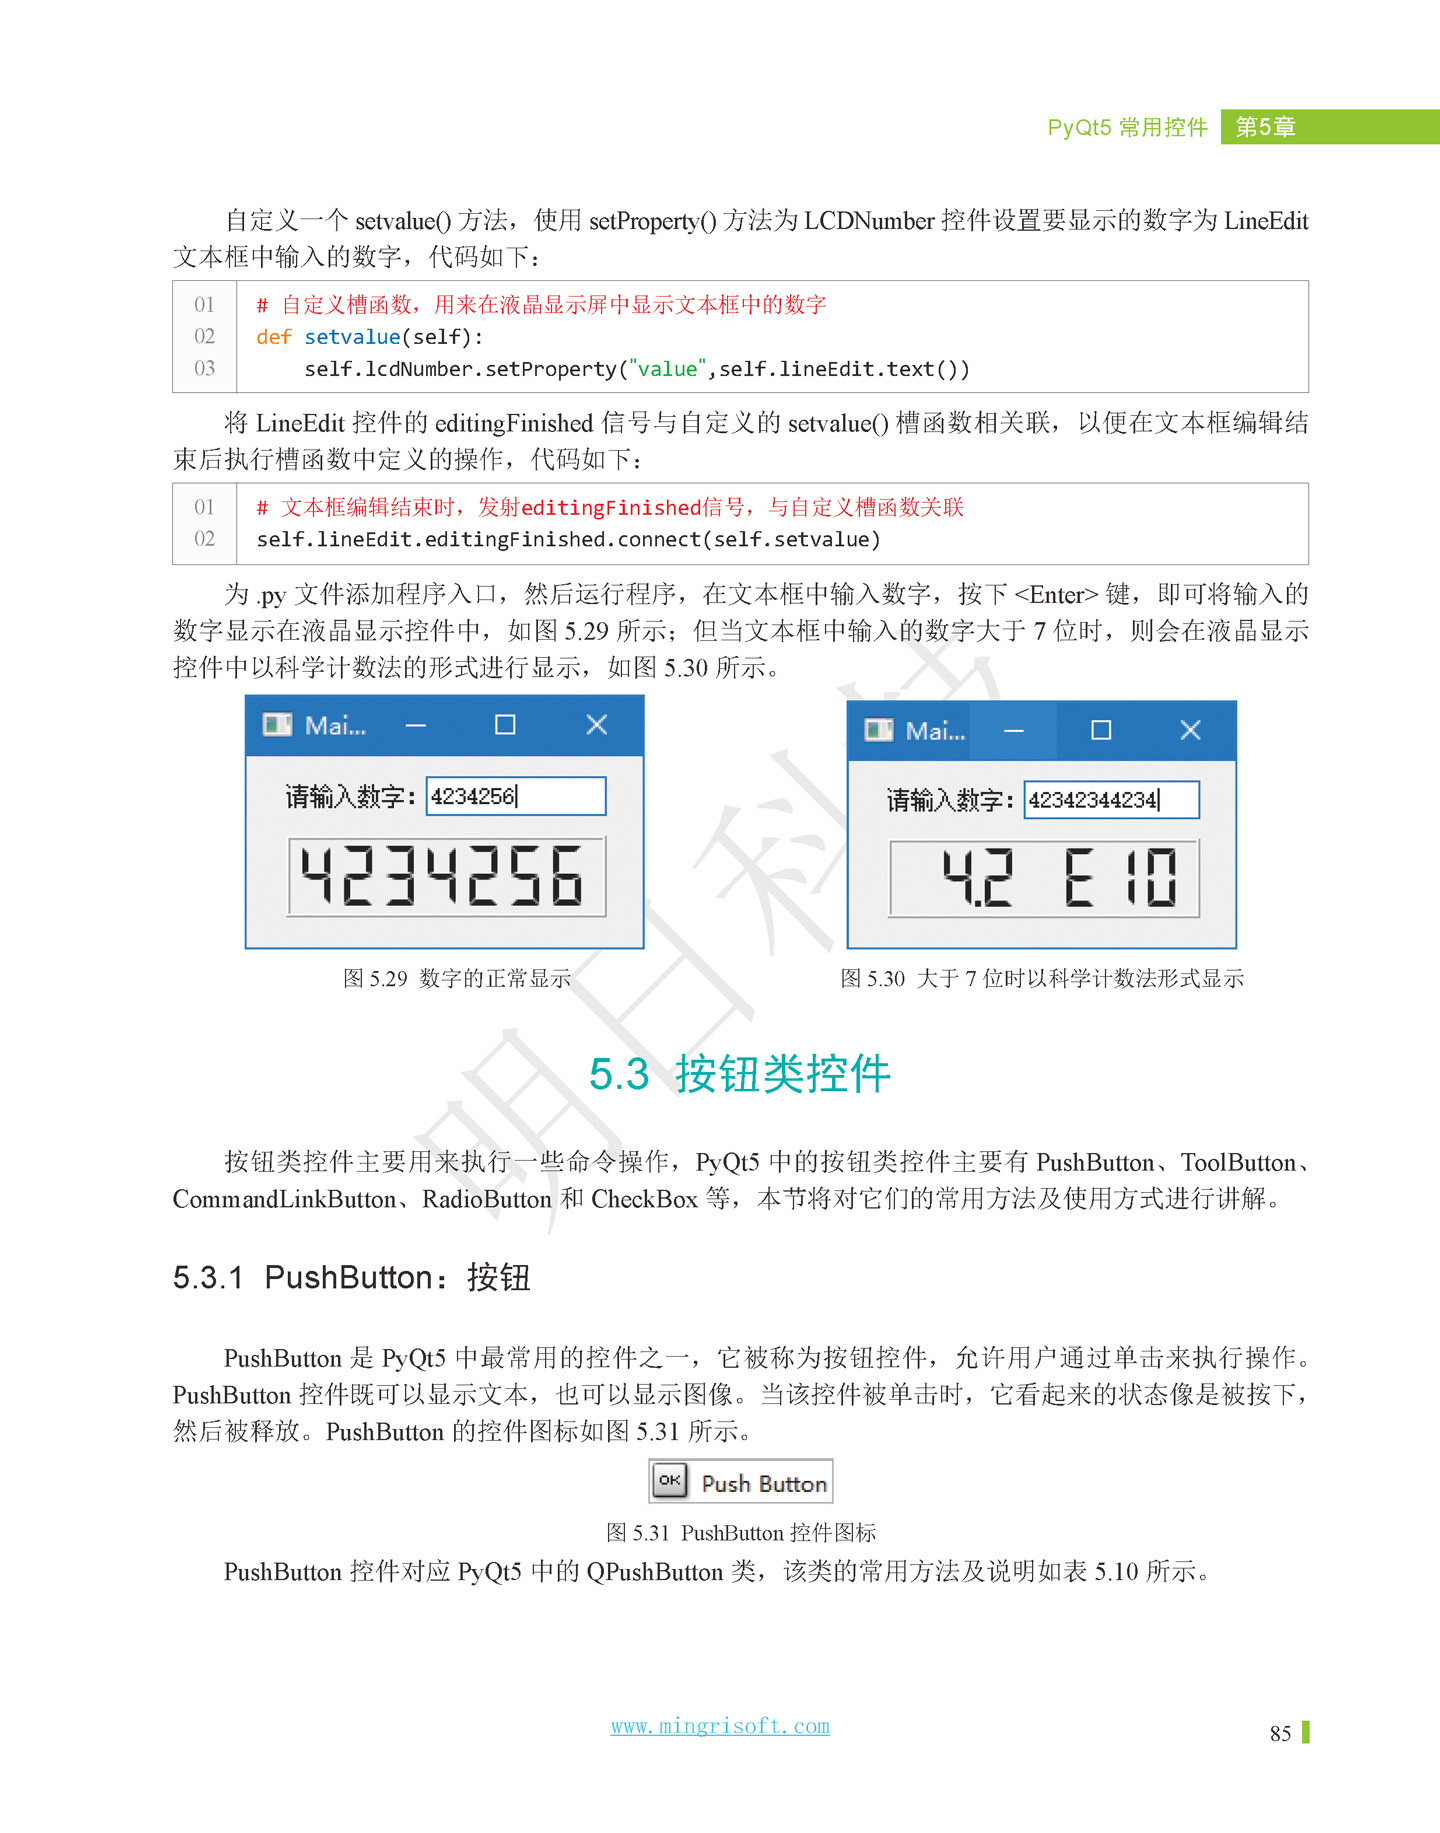 PyQt5 常用控件 第5章
自定义一个 setvalue() 方法，使用 setProperty() 方法为 LCDNumber 控件设置要显示的数字为 LineEdit
文本框中输入的数字，代码如下：
01 # 自定义槽函数，用来在液晶显示屏中显示文本框中的数字
02 def setvalue(self):
03 self.lcdNumber.setProperty("value",self.lineEdit.text())
将 LineEdit 控件的 editingFinished 信号与自定义的 setvalue() 槽函数相关联，以便在文本框编辑结
束后执行槽函数中定义的操作，代码如下：
01 # 文本框编辑结束时，发射editingFinished信号，与自定义槽函数关联
02 self.lineEdit.editingFinished.connect(self.setvalue)
为 .py 文件添加程序入口，然后运行程序，在文本框中输入数字，按下 <Enter> 键，即可将输入的
数字显示在液晶显示控件中，如图 5.29 所示；但当文本框中输入的数字大于 7 位时，则会在液晶显示
控件中以科学计数法的形式进行显示，如图 5.30 所示。
Mai...
请输入数字：4234256
4234256
图 5.29 数字的正常显示
Mai...
请输入数字：42342344234
4.2 E 10
图 5.30 大于 7 位时以科学计数法形式显示
5.3 按钮类控件
按钮类控件主要用来执行一些命令操作，PyQt5 中的按钮类控件主要有 PushButton、ToolButton、
CommandLinkButton、RadioButton 和 CheckBox 等，本节将对它们的常用方法及使用方式进行讲解。
5.3.1 PushButton：按钮
PushButton 是 PyQt5 中最常用的控件之一，它被称为按钮控件，允许用户通过单击来执行操作。
PushButton 控件既可以显示文本，也可以显示图像。当该控件被单击时，它看起来的状态像是被按下，
然后被释放。PushButton 的控件图标如图 5.31 所示。
OK Push Button
图 5.31 PushButton 控件图标
PushButton 控件对应 PyQt5 中的 QPushButton 类，该类的常用方法及说明如表 5.10 所示。
www.mingrisoft.com
85
明日科